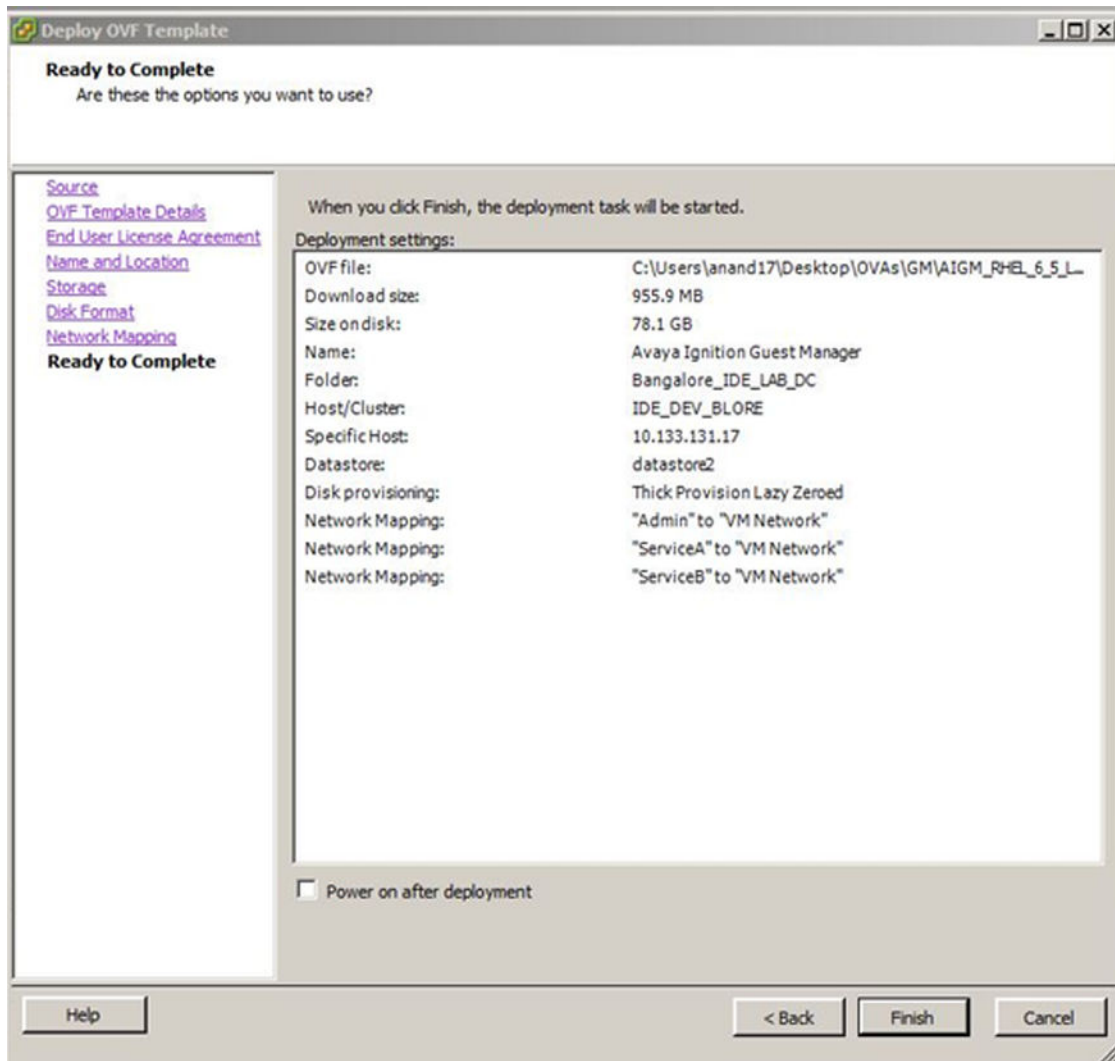 Deploy OVF Template
Ready to Complete
Are these the options you want to use?
Source
OVF Template Details
End User License Agreement
Name and Location
Storage
Disk Format
Network Mapping
Ready to Complete
When you click Finish, the deployment task will be started.
Deployment settings:
OVF file: C:\Users\anand17\Desktop\OVAs\GM\AIGM_RHEL_6_5_L...
Download size: 955.9 MB
Size on disk: 78.1 GB
Name: Avaya Ignition Guest Manager
Folder: Bangalore_IDE_LAB_DC
Host/Cluster: IDE_DEV_BLORE
Specific Host: 10.133.131.17
Datastore: datastore2
Disk provisioning: Thick Provision Lazy Zeroed
Network Mapping: "Admin" to "VM Network"
Network Mapping: "ServiceA" to "VM Network"
Network Mapping: "ServiceB" to "VM Network"
Power on after deployment
Help < Back Finish Cancel